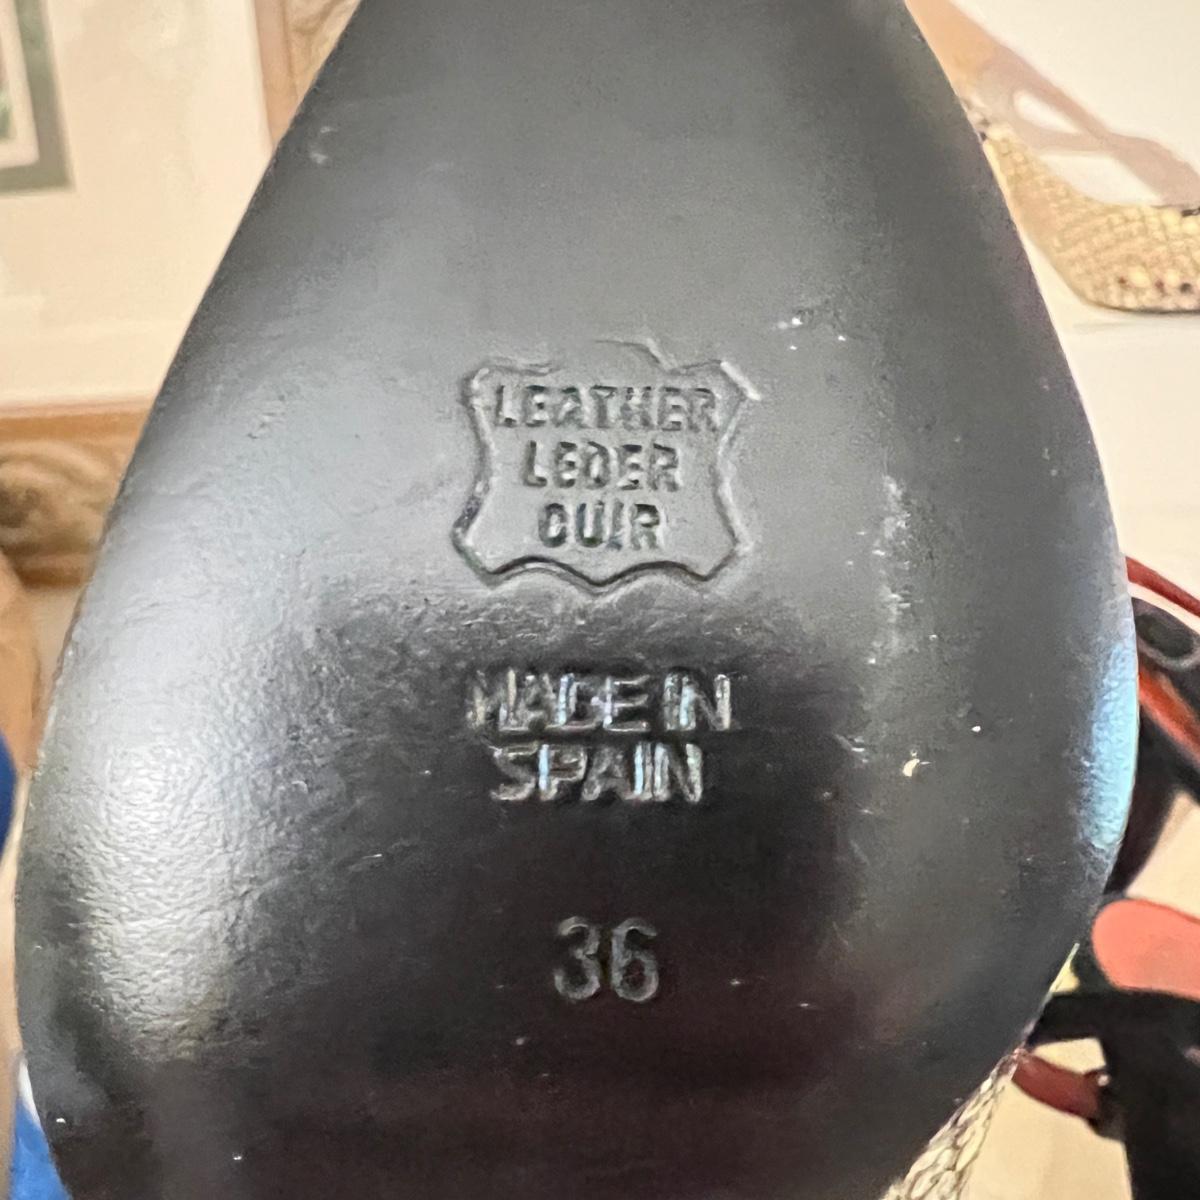 LEATHER
LEDER
CUIR
MADE IN
SPAIN
36